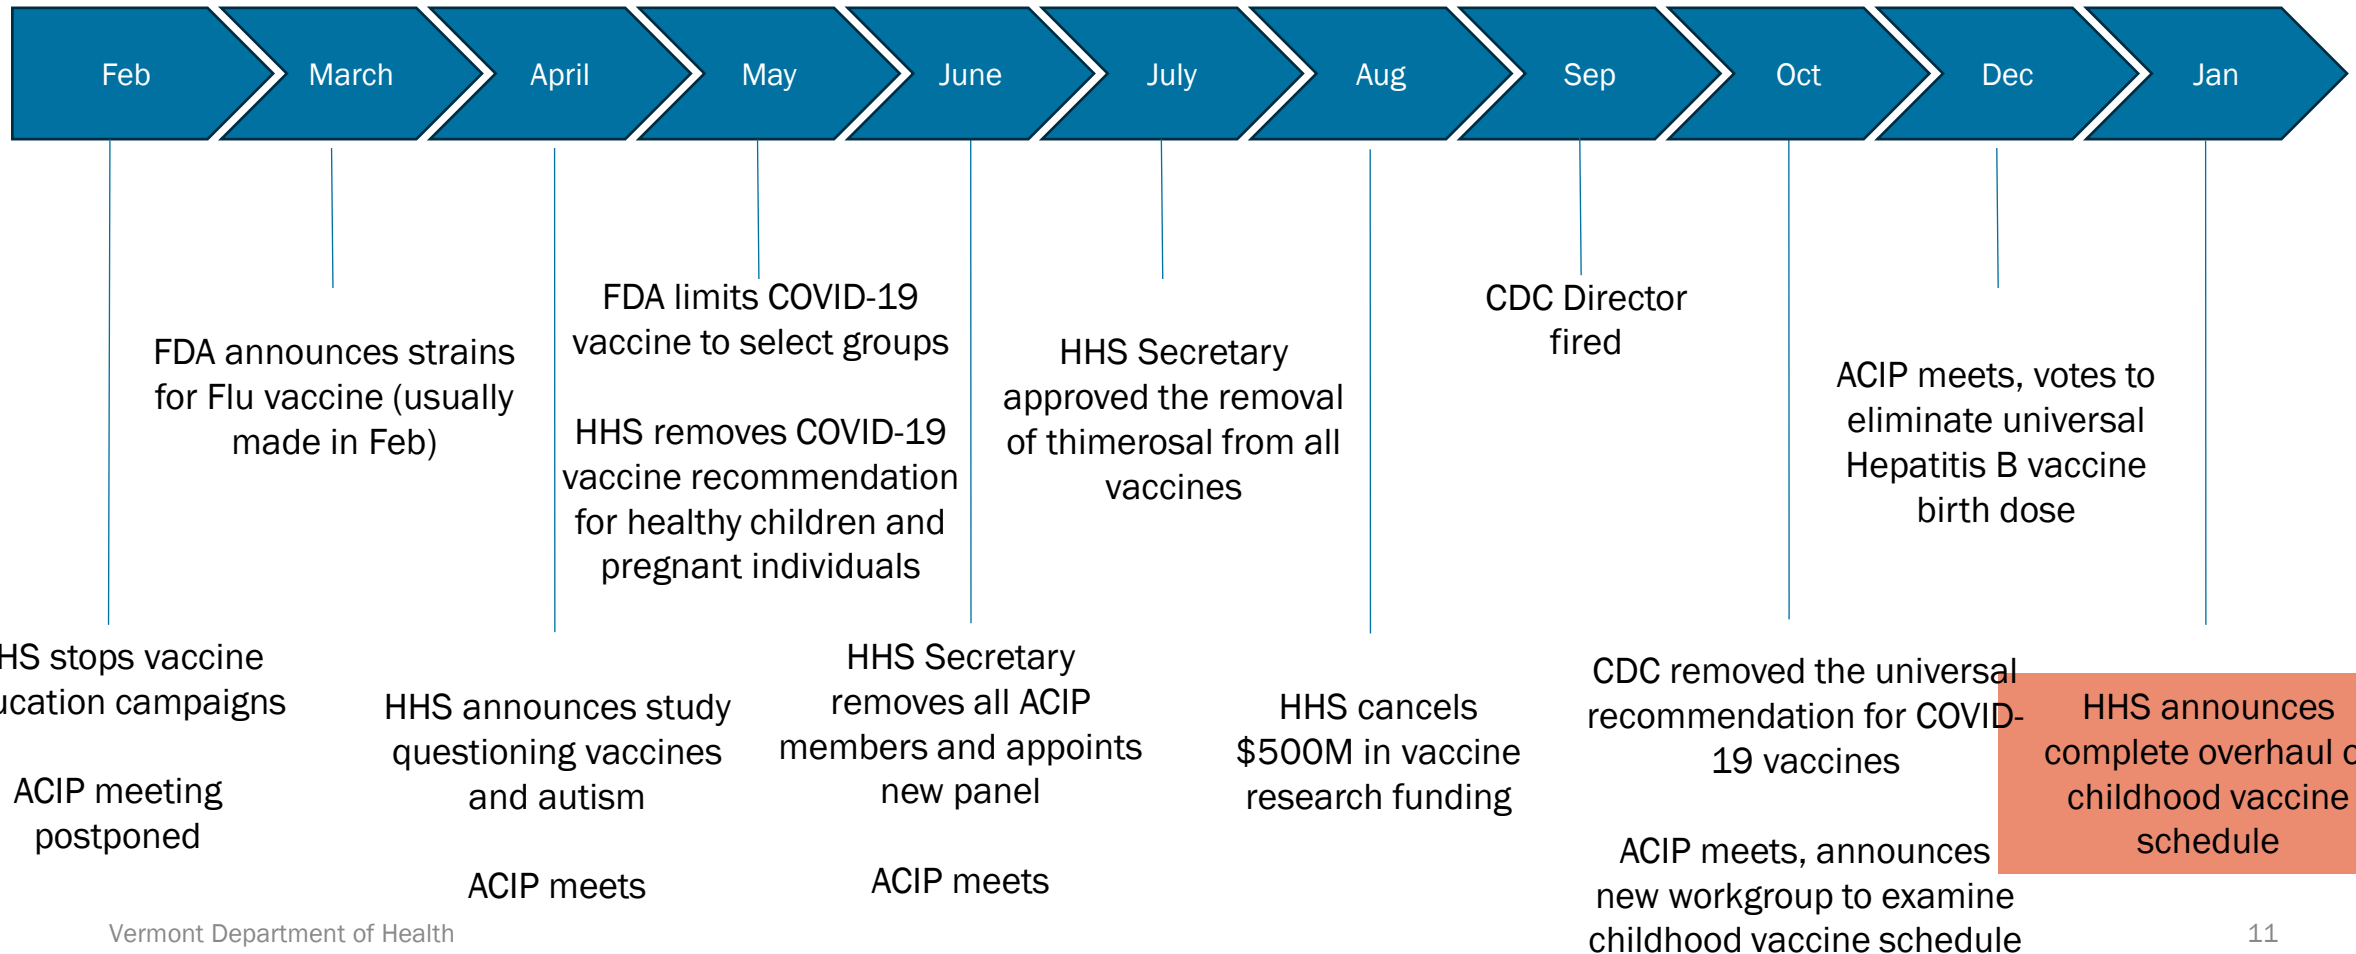 Feb
March
April
May
June
July
Aug
Sep
Oct
Dec
Jan
HS stops vaccine
ucation campaigns
ACIP meeting
postponed
FDA announces strains
for Flu vaccine (usually
made in Feb)
HHS announces study
questioning vaccines
and autism
ACIP meets
FDA limits COVID-19
vaccine to select groups
HHS removes COVID-19
vaccine recommendation
for healthy children and
pregnant individuals
HHS Secretary
removes all ACIP
members and appoints
new panel
ACIP meets
HHS Secretary
approved the removal
of thimerosal from all
vaccines
HHS cancels
$500M in vaccine
research funding
CDC Director
fired
CDC removed the universal
recommendation for COVID-
19 vaccines
ACIP meets, announces
new workgroup to examine
childhood vaccine schedule
ACIP meets, votes to
eliminate universal
Hepatitis B vaccine
birth dose
HHS announces
complete overhaul o
childhood vaccine
schedule
Vermont Department of Health
11